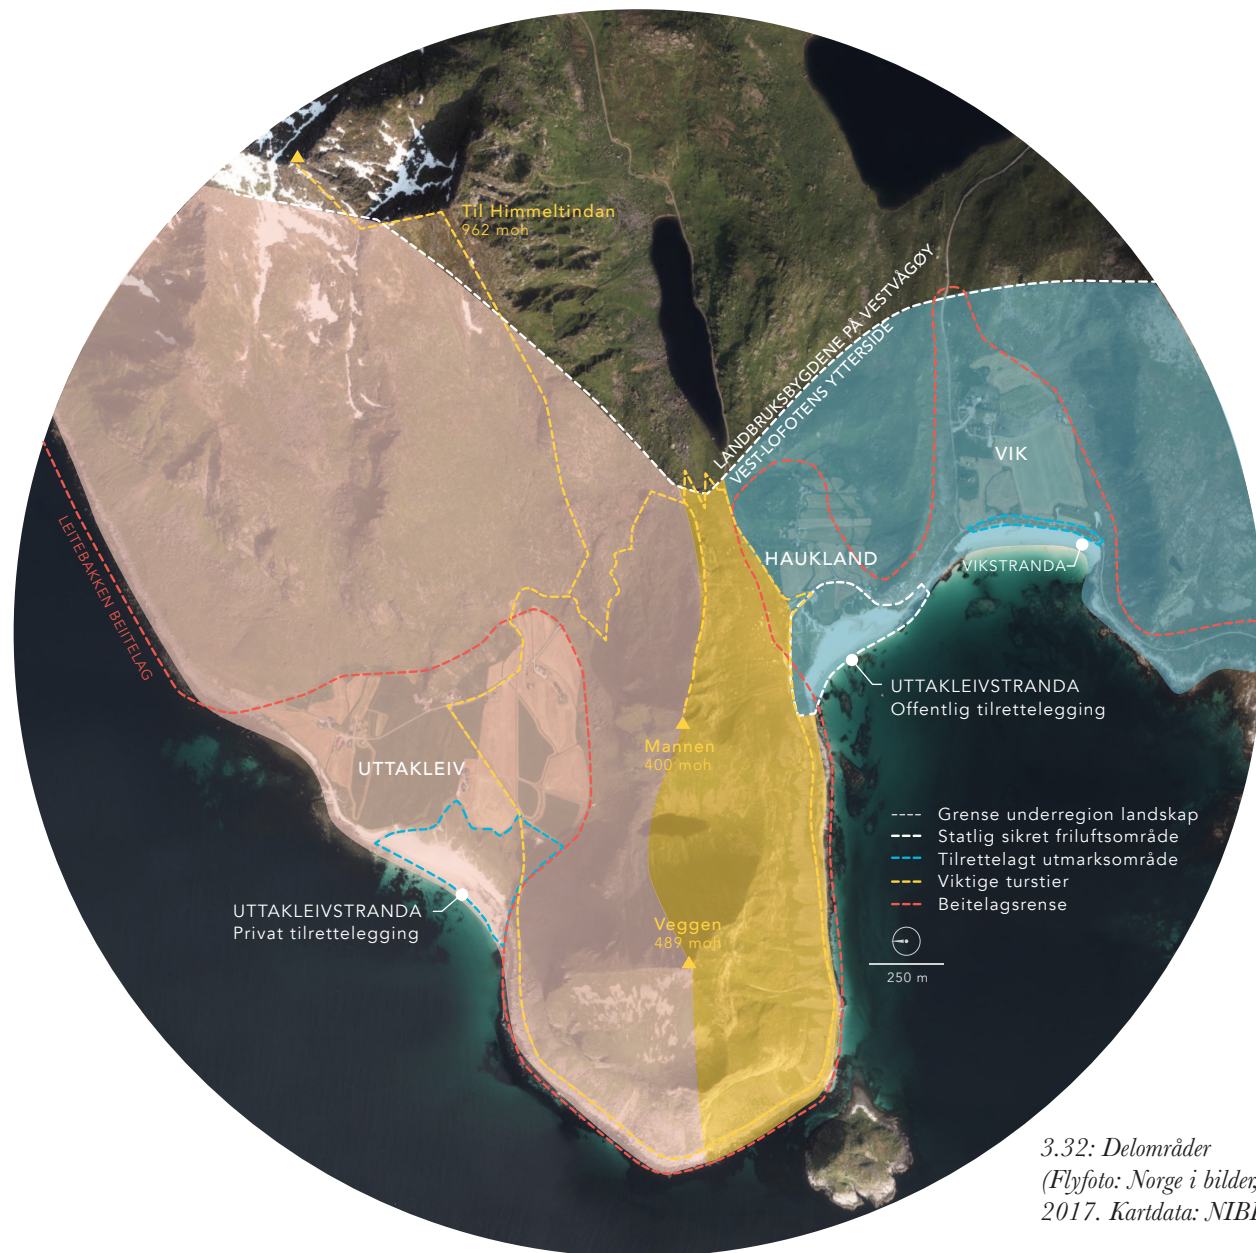 Til Himmeltindan
962 moh
LANDBRUKSBYGDENE PÅ VESTVÅGØY
VEST-LOFOTENS YTTERSIDE
VIK
HAUKLAND
VIKSTRANDA
LEITEBAKKEN BEIITELAG
UTTAKLEIVSTRANDA
Offentlig tilrettelegging
Mannen
400 moh
UTTAKLEIV
Grense underregion landskap
Statlig sikret friluftsområde
Tilrettelagt utmarksområde
Viktige turstier
Beitelagsrense
UTTAKLEIVSTRANDA
Privat tilrettelegging
Veggen
489 moh
250 m
3.32: Delområder
(Flyfoto: Norge i bilder,
2017. Kartdata: